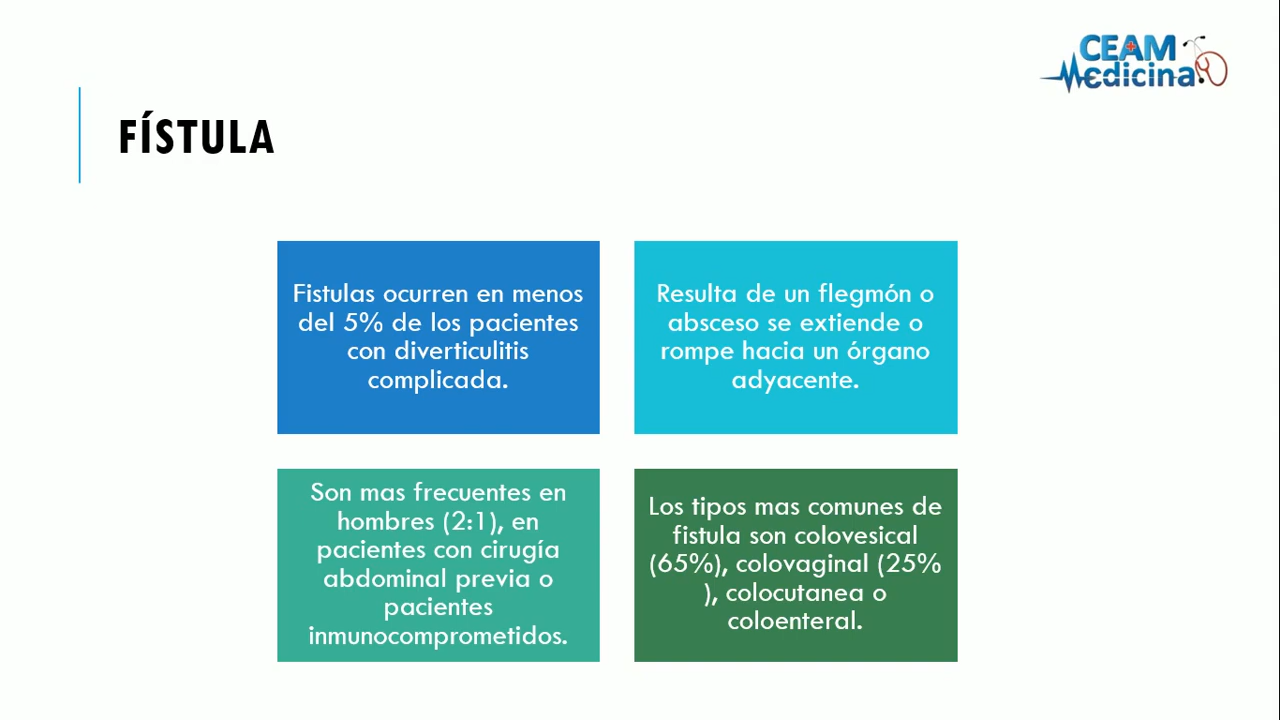 CEAM
Medicina
FÍSTULA
Fistulas ocurren en menos
del 5% de los pacientes
con diverticulitis
complicada.
Resulta de un flegmón o
absceso se extiende o
rompe hacia un órgano
adyacente.
Son mas frecuentes en
hombres (2:1), en
pacientes con cirugía
abdominal previa o
pacientes
inmunocomprometidos.
Los tipos mas comunes de
fistula son colovesical
(65%), colovaginal (25%
), colocutanea o
coloenteral.